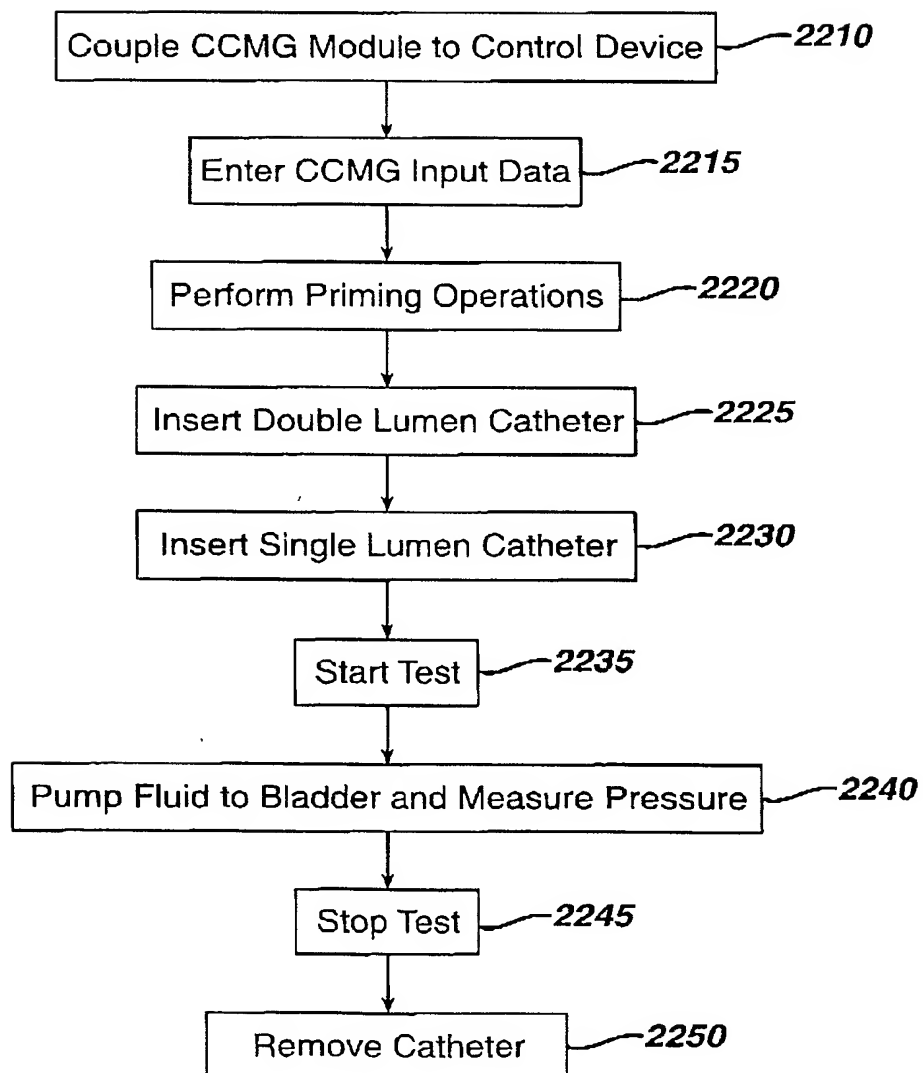 Couple CCMG Module to Control Device 2210
Enter CCMG Input Data 2215
Perform Priming Operations 2220
Insert Double Lumen Catheter 2225
Insert Single Lumen Catheter 2230
Start Test 2235
Pump Fluid to Bladder and Measure Pressure 2240
Stop Test 2245
Remove Catheter 2250